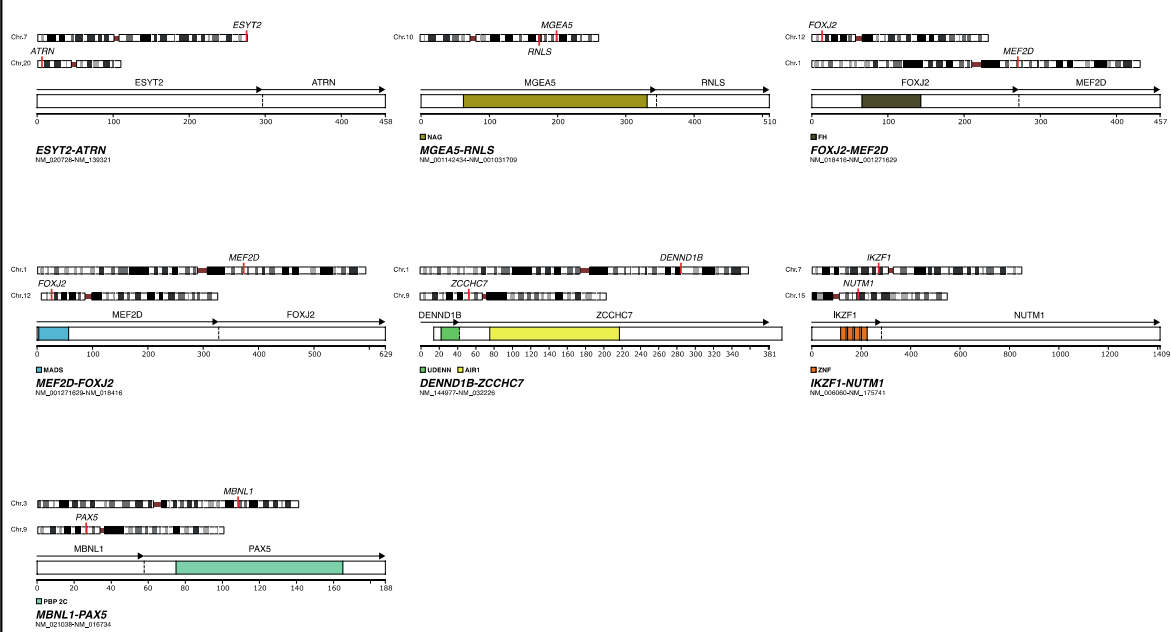 ESYT2
Chr.7
ATRN
Chr.20
ESYT2 ATRN
0 100 200 300 400 458
ESYT2-ATRN
NM_020728-NM_139321
MGEA5
Chr.10
RNLS
MGEA5 RNLS
0 100 200 300 400 510
NAG
MGEA5-RNLS
NM_001142434-NM_001031709
FOXJ2
Chr.12
MEF2D
Chr.1
FOXJ2 MEF2D
0 100 200 300 400 457
FH
FOXJ2-MEF2D
NM_018416-NM_001271629
MEF2D
Chr.1
FOXJ2
Chr.12
MEF2D FOXJ2
0 100 200 300 400 500 629
MADS
MEF2D-FOXJ2
NM_001271629-NM_018416
DENND1B
Chr.1
ZCCHC7
Chr.9
DENND1B ZCCHC7
0 20 40 60 80 100 120 140 160 180 200 220 240 260 280 300 320 340 381
UDENN AIR1
DENND1B-ZCCHC7
NM_144977-NM_032226
IKZF1
Chr.7
NUTM1
Chr.15
IKZF1 NUTM1
0 200 400 600 800 1000 1200 1409
ZNF
IKZF1-NUTM1
NM_006060-NM_175741
MBNL1
Chr.3
PAX5
Chr.9
MBNL1 PAX5
0 20 40 60 80 100 120 140 160 188
PBP 2C
MBNL1-PAX5
NM_021038-NM_016734